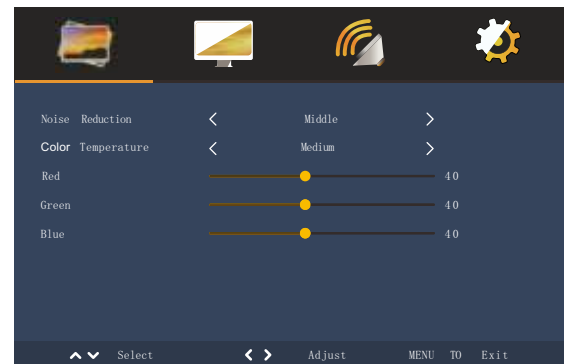 Noise Reduction Middle
Color Temperature Medium
Red 40
Green 40
Blue 40
Select Adjust MENU TO Exit